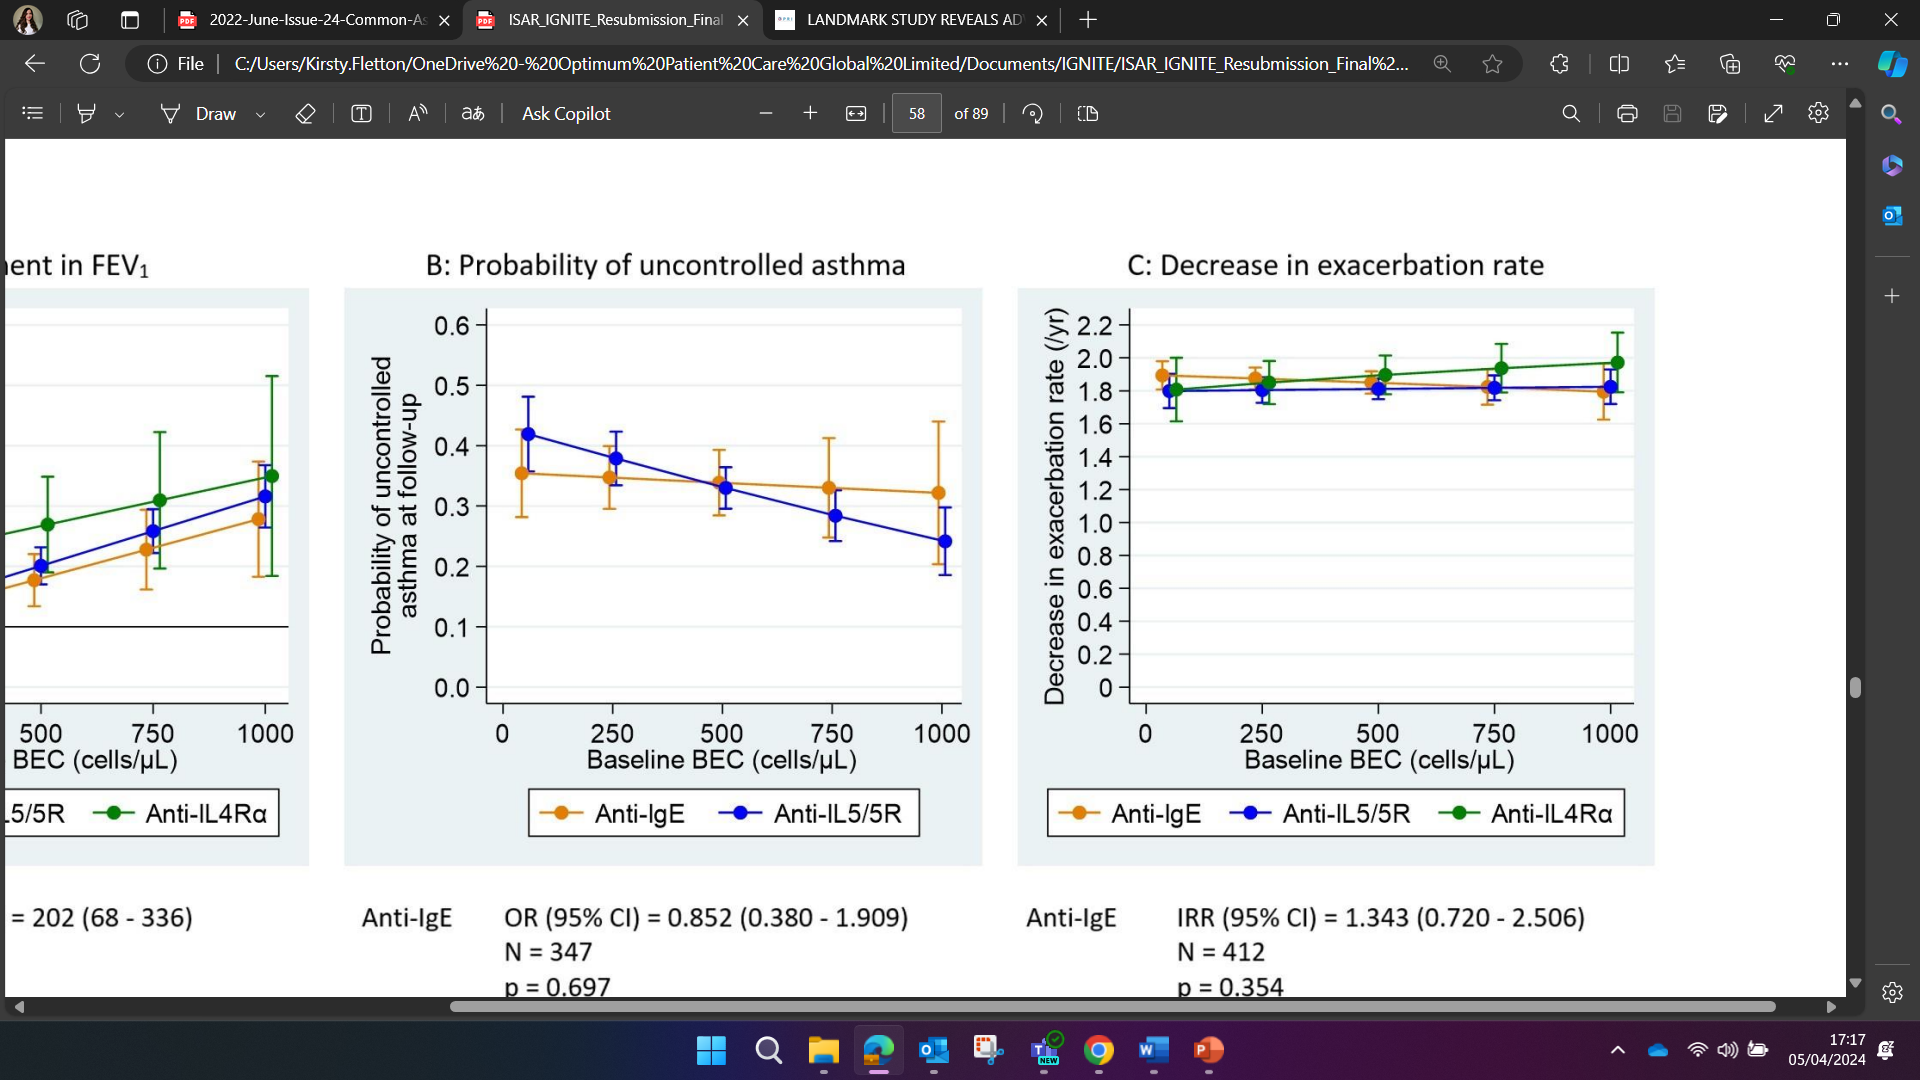 2022-June-Issue-24-Common-As
ISAR_IGNITE_Resubmission_Final
LANDMARK STUDY REVEALS AD
File
C:/Users/Kirsty.Fletton/OneDrive%20-%20Optimum%20Patient%20Care%20Global%20Limited/Documents/IGNITE/ISAR_IGNITE_Resubmission_Final%2...
Draw
Ask Copilot
58 of 89
ent in FEV1
500 750 1000
BEC (cells/µL)
L5/5R Anti-IL4Rα
= 202 (68 - 336)
B: Probability of uncontrolled asthma
Probability of uncontrolled
asthma at follow-up
0.6
0.5
0.4
0.3
0.2
0.1
0.0
0 250 500 750 1000
Baseline BEC (cells/µL)
Anti-IgE Anti-IL5/5R
Anti-IgE OR (95% CI) = 0.852 (0.380 - 1.909)
N = 347
p = 0.697
C: Decrease in exacerbation rate
Decrease in exacerbation rate (/yr)
2.2
2.0
1.8
1.6
1.4
1.2
1.0
0.8
0.6
0.4
0.2
0
0 250 500 750 1000
Baseline BEC (cells/µL)
Anti-IgE Anti-IL5/5R Anti-IL4Rα
Anti-IgE IRR (95% CI) = 1.343 (0.720 - 2.506)
N = 412
p = 0.354
17:17
05/04/2024